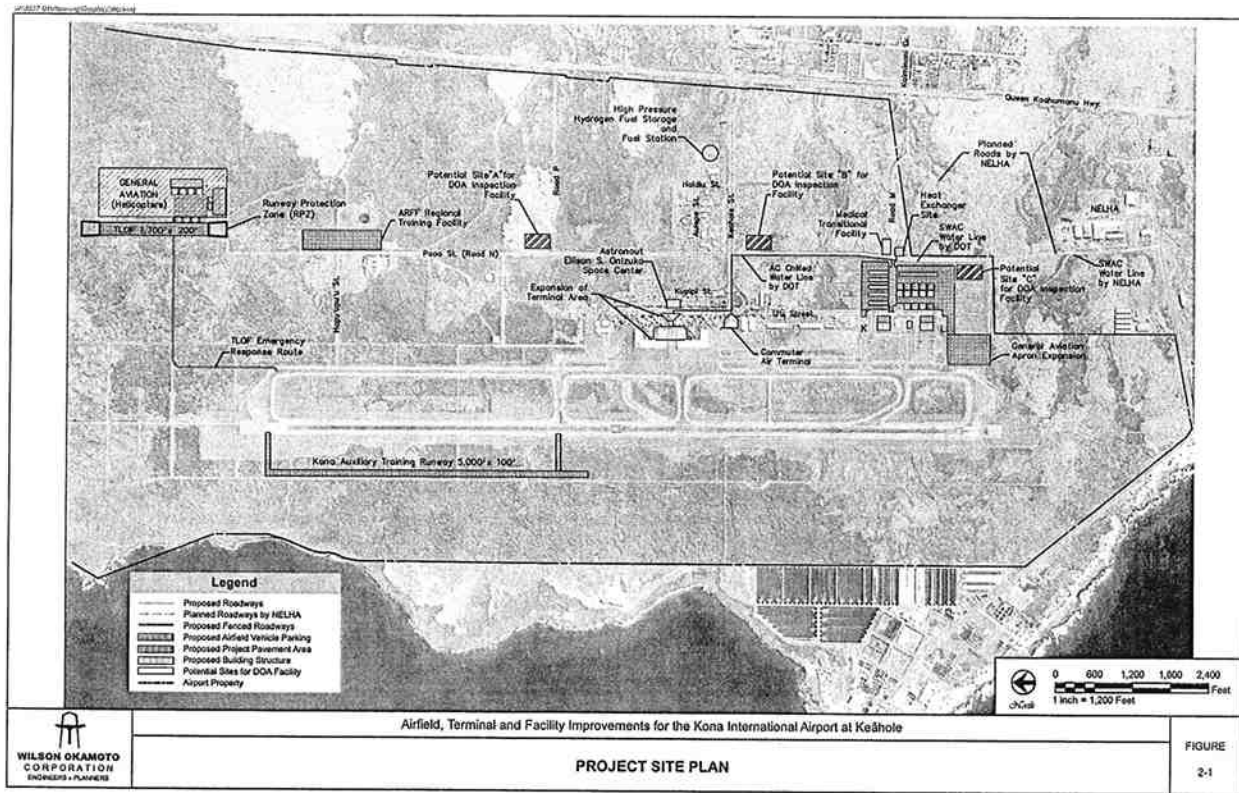 High Pressure
Hydrogen Fuel Storage
and
Fuel Station
Queen Kaahumanu Hwy.
Planned
Roads by NELHA
GENERAL
AVIATION
(Helicopters)
Runway Protection
Zone (RPZ)
Potential Site "A" for
DOA Inspection
Facility
ARFF Regional
Training Facility
Road P
Keahole St.
Potential Site "B" for
DOA Inspection
Facility
Medical
Transitional
Facility
Road M
Heat
Exchanger
Site
SWAC
Water Line
by DOT
NELHA
SWAC
Water Line
by NELHA
Potential
Site "C"
for DOA Inspection
Facility
Paao St. (Road N)
Astronaut
Ellison S. Onizuka
Space Center
AC Chilled
Water Line
by DOT
Expansion of
Terminal Area
Kupipi St.
Uu Street
Commuter
Air Terminal
General Aviation
Apron Expansion
TLOF Emergency
Response Route
Kona Auxiliary Training Runway 5,000' x 100'
Legend
Proposed Roadways
Planned Roadways by NELHA
Proposed Fenced Roadways
Proposed Airfield Vehicle Parking
Proposed Project Pavement Area
Proposed Building Structure
Potential Sites for DOA Facility
Airport Property
0 600 1,200 1,800 2,400
Feet
1 inch = 1,200 Feet
WILSON OKAMOTO
CORPORATION
ENGINEERS • PLANNERS
Airfield, Terminal and Facility Improvements for the Kona International Airport at Keāhole
PROJECT SITE PLAN
FIGURE
2-1